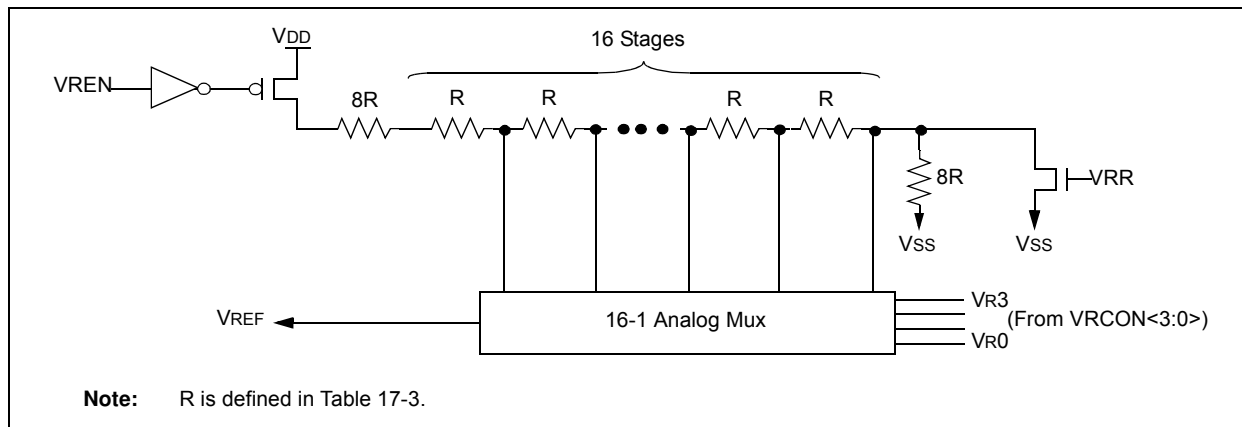 VDD
16 Stages
VREN
8R
R
R
R
R
8R
VRR
VSS
VSS
VR3
VREF
16-1 Analog Mux
(From VRCON<3:0>)
VR0
Note: R is defined in Table 17-3.